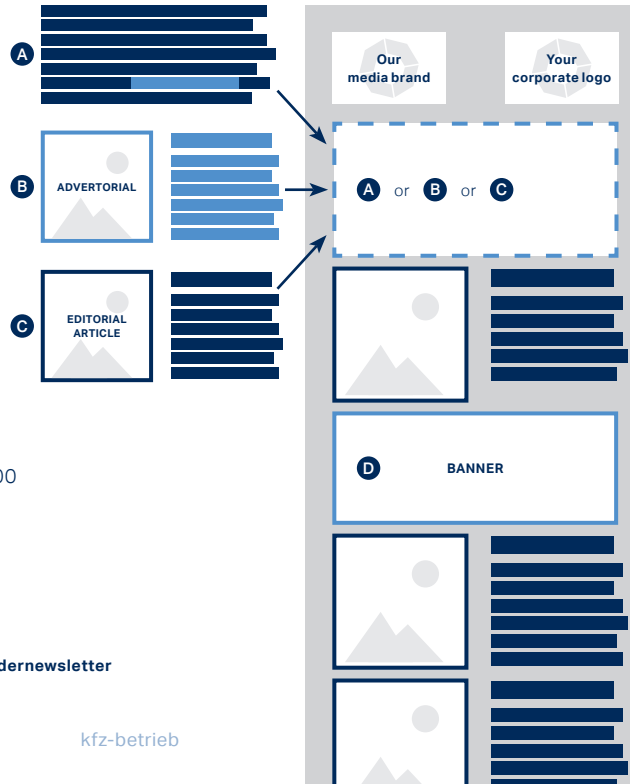 A
Our
media brand
Your
corporate logo
B
ADVERTORIAL
A or B or C
C
EDITORIAL
ARTICLE
D
BANNER
00
dernewsletter
kfz-betrieb